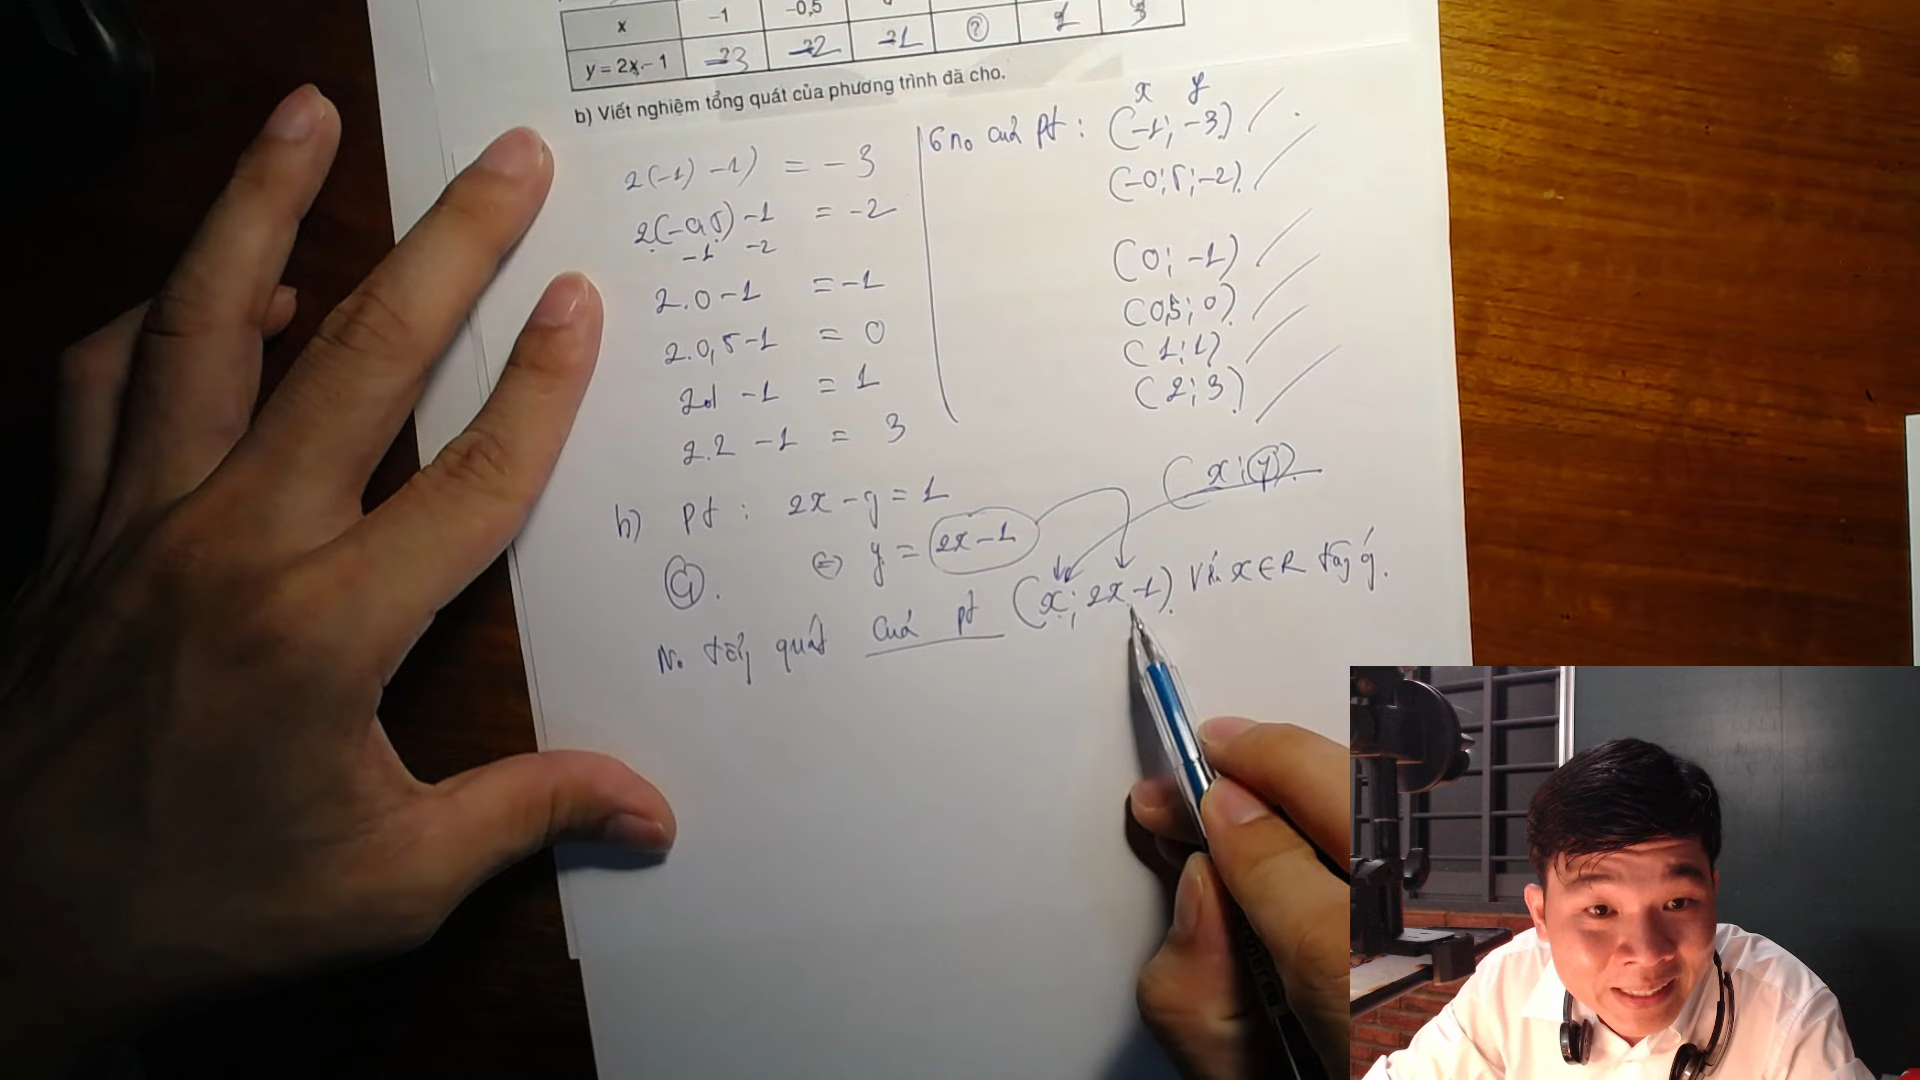 x -1 -0,5
y = 2x - 1 -3 -2 -1 ? 1 3
b) Viết nghiệm tổng quát của phương trình đã cho.
x y
6 no của pt : (-1; -3)
2(-1) -1) = -3
(-0,5; -2)
2(-0,5) -1 = -2
-1 -2
(0; -1)
2.0 -1 = -1
(0,5; 0)
2.0,5 -1 = 0
(1; 1)
2.1 -1 = 1
(2; 3)
2.2 -1 = 3
(x; y)
b) pt : 2x - y = 1
⇔ y = 2x - 1
No tổng quát của pt (x; 2x - 1) với x ∈ R tùy ý.